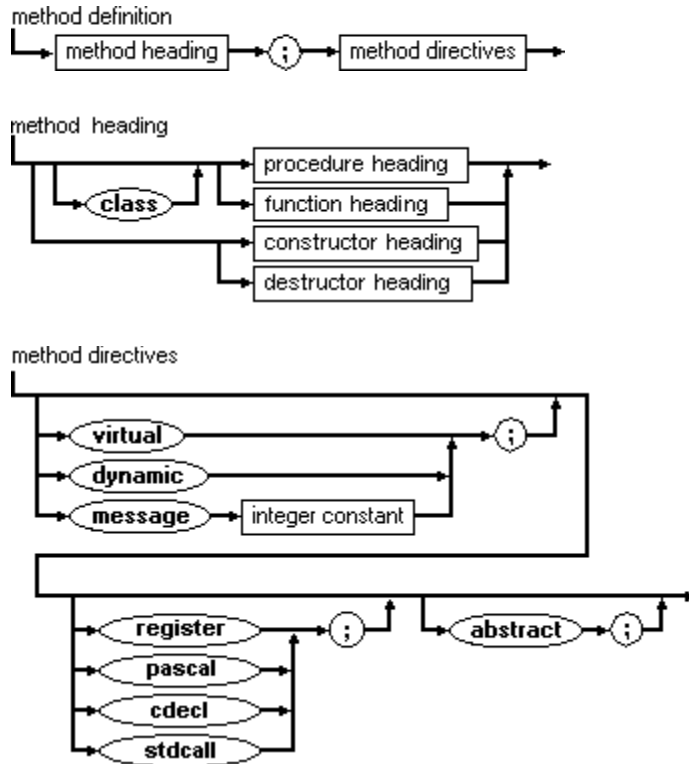 method definition
method heading ; method directives
method heading
procedure heading
class
function heading
constructor heading
destructor heading
method directives
virtual ;
dynamic
message integer constant
register ; abstract ;
pascal
cdecl
stdcall